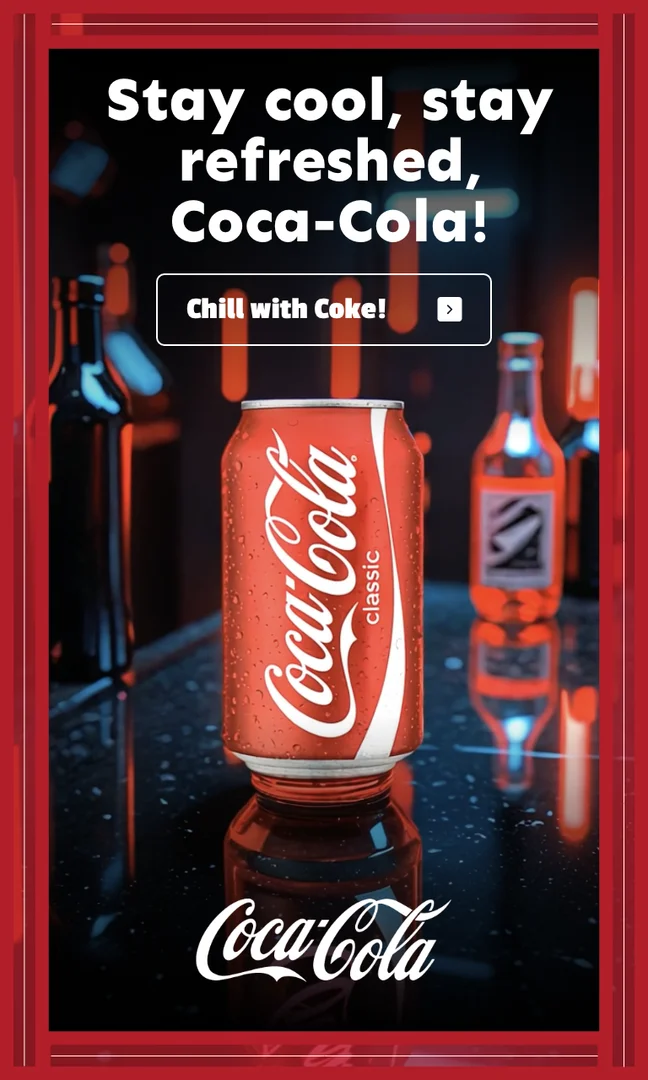 Stay cool, stay
refreshed,
Coca-Cola!
Chill with Coke!
Coca-Cola
classic
Coca-Cola